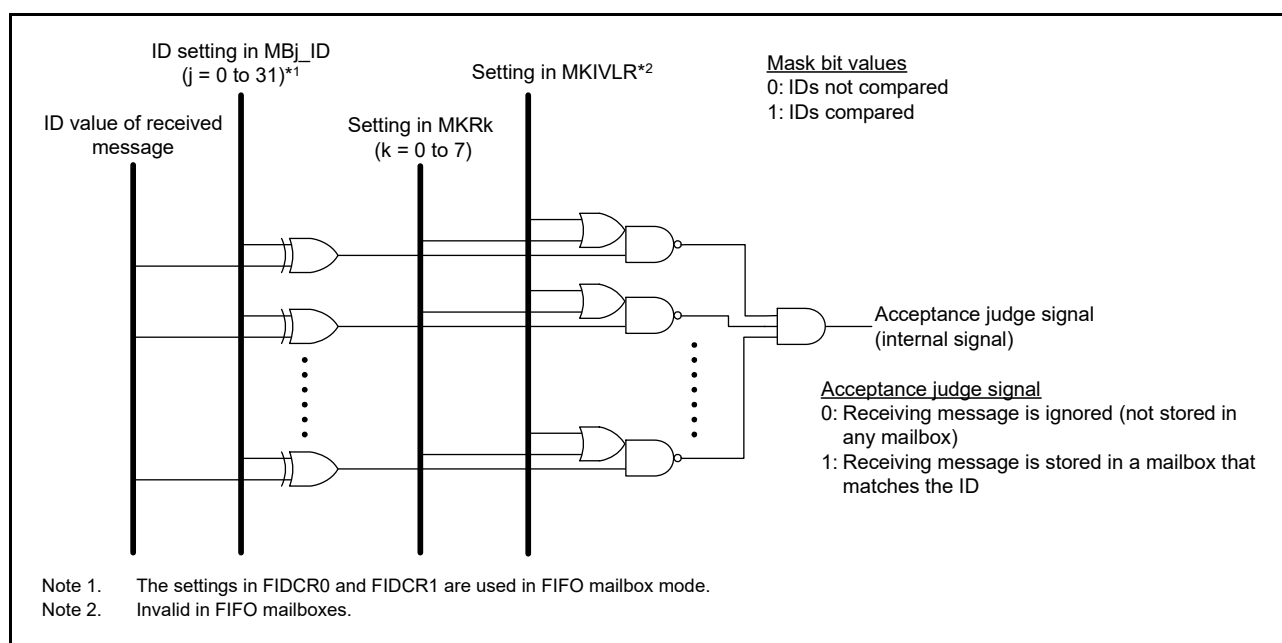 ID setting in MBj_ID
(j = 0 to 31)*1
Setting in MKIVLR*2
Mask bit values
0: IDs not compared
1: IDs compared
ID value of received
message
Setting in MKRk
(k = 0 to 7)
Acceptance judge signal
(internal signal)
Acceptance judge signal
0: Receiving message is ignored (not stored in
any mailbox)
1: Receiving message is stored in a mailbox that
matches the ID
Note 1. The settings in FIDCR0 and FIDCR1 are used in FIFO mailbox mode.
Note 2. Invalid in FIFO mailboxes.